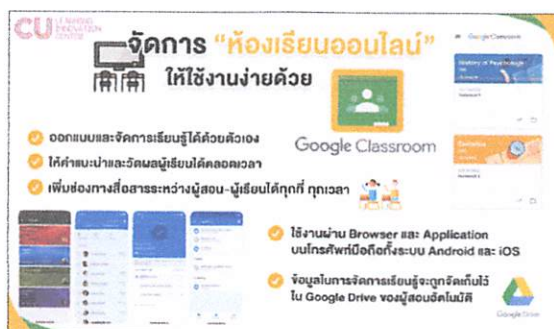 CU LEARNING
INNOVATION
CENTER
จัดการ “ห้องเรียนออนไลน์”
ให้ใช้งานง่ายด้วย
Google Classroom
History of Psychology
Google Classroom
ออกแบบและจัดการเรียนรู้ได้ด้วยตัวเอง
ให้คำแนะนำและวัดผลผู้เรียนได้ตลอดเวลา
เพิ่มช่องทางสื่อสารระหว่างผู้สอน-ผู้เรียนได้ทุกที่ ทุกเวลา
ใช้งานผ่าน Browser และ Application
บนโทรศัพท์มือถือทั้งระบบ Android และ iOS
ข้อมูลในการจัดการเรียนรู้จะถูกจัดเก็บไว้
ใน Google Drive ของผู้สอนอัตโนมัติ
Google Drive